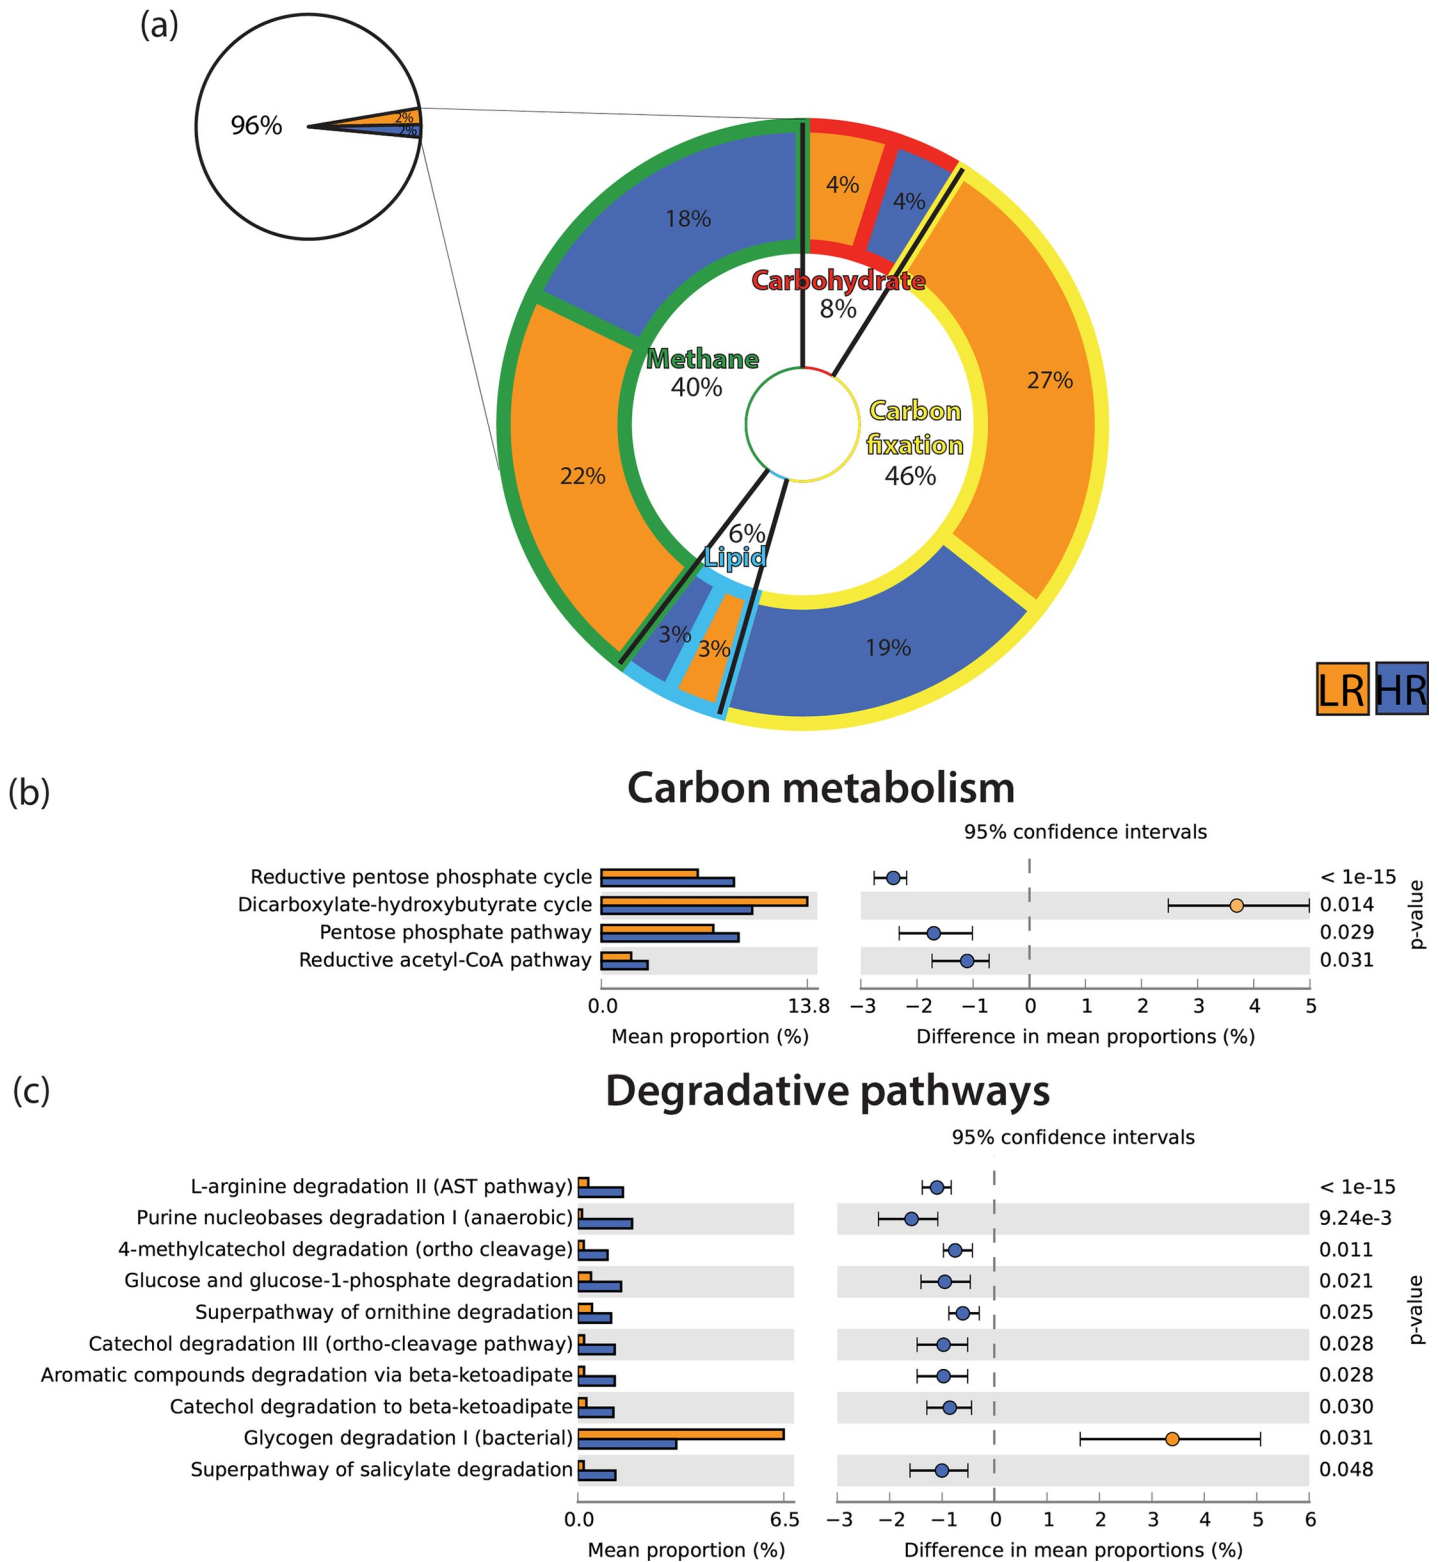 (a)
96%
2%
2%
4%
4%
18%
Carbohydrate
8%
Methane
40%
27%
Carbon
fixation
46%
22%
6%
Lipid
3%
3%
19%
LR
HR
(b)
Carbon metabolism
95% confidence intervals
Reductive pentose phosphate cycle
< 1e-15
Dicarboxylate-hydroxybutyrate cycle
0.014
Pentose phosphate pathway
0.029
Reductive acetyl-CoA pathway
0.031
p-value
0.0 13.8
−3 −2 −1 0 1 2 3 4 5
Mean proportion (%)
Difference in mean proportions (%)
(c)
Degradative pathways
95% confidence intervals
L-arginine degradation II (AST pathway)
< 1e-15
Purine nucleobases degradation I (anaerobic)
9.24e-3
4-methylcatechol degradation (ortho cleavage)
0.011
Glucose and glucose-1-phosphate degradation
0.021
Superpathway of ornithine degradation
0.025
Catechol degradation III (ortho-cleavage pathway)
0.028
Aromatic compounds degradation via beta-ketoadipate
0.028
Catechol degradation to beta-ketoadipate
0.030
Glycogen degradation I (bacterial)
0.031
Superpathway of salicylate degradation
0.048
p-value
0.0 6.5
−3 −2 −1 0 1 2 3 4 5 6
Mean proportion (%)
Difference in mean proportions (%)